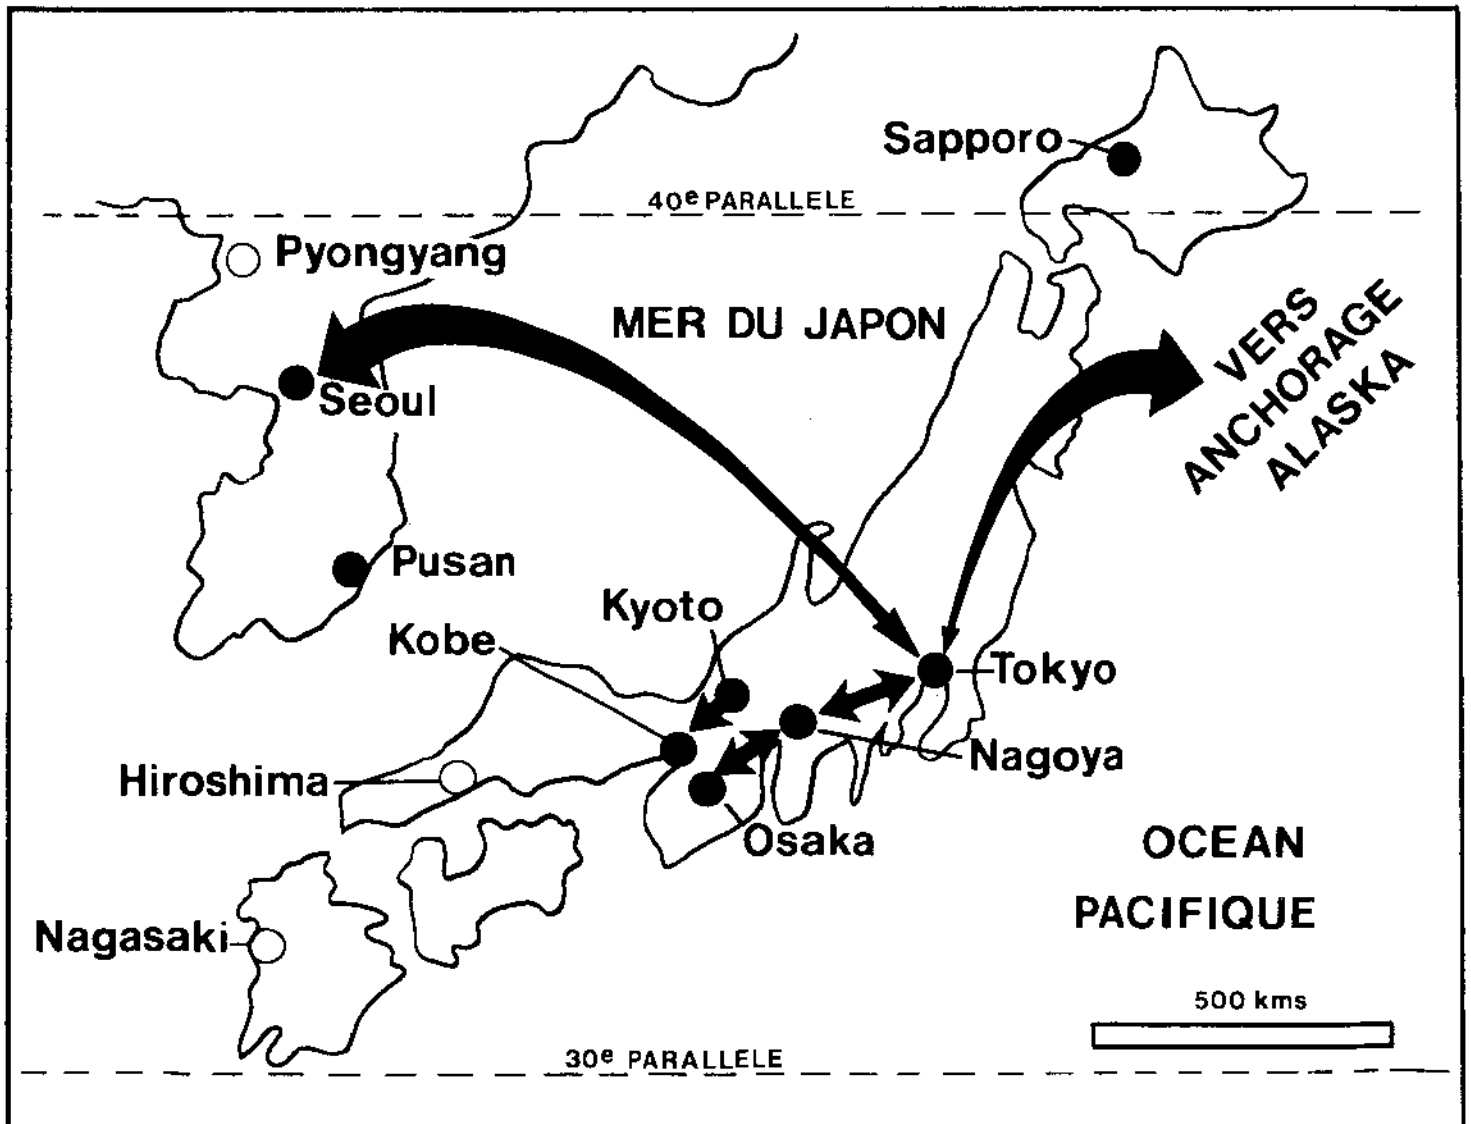 Sapporo
40e PARALLELE
Pyongyang
MER DU JAPON
VERS
ANCHORAGE
ALASKA
Seoul
Pusan
Kyoto
Kobe
Tokyo
Nagoya
Hiroshima
Osaka
OCEAN
PACIFIQUE
Nagasaki
500 kms
30e PARALLELE